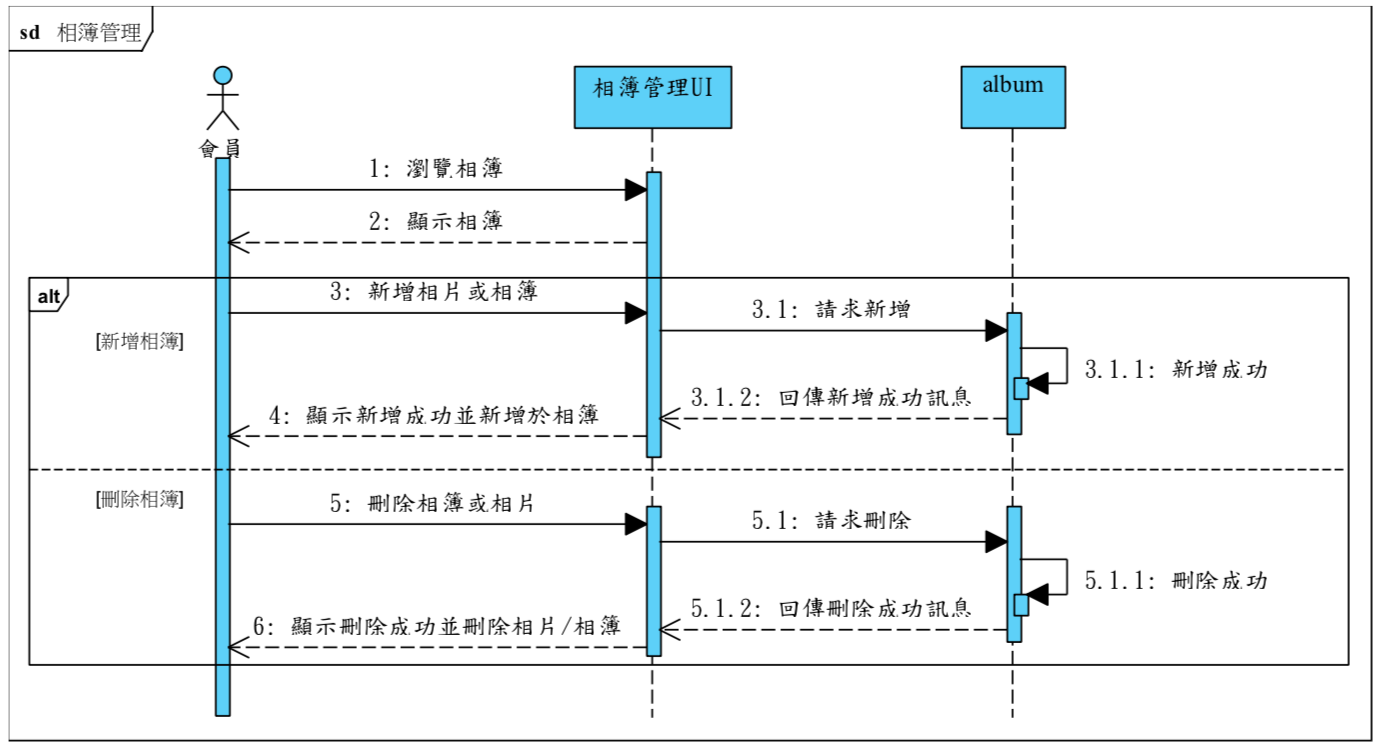 sd 相簿管理
會員
相簿管理UI
album
1: 瀏覽相簿
2: 顯示相簿
alt
3: 新增相片或相簿
3.1: 請求新增
[新增相簿]
3.1.1: 新增成功
3.1.2: 回傳新增成功訊息
4: 顯示新增成功並新增於相簿
[刪除相簿]
5: 刪除相簿或相片
5.1: 請求刪除
5.1.1: 刪除成功
5.1.2: 回傳刪除成功訊息
6: 顯示刪除成功並刪除相片/相簿